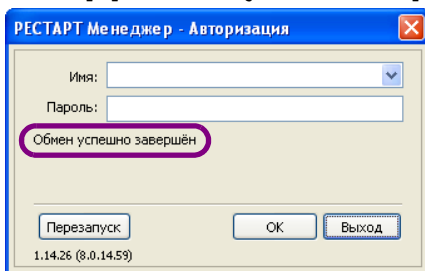 РЕСТАРТ Менеджер - Авторизация
Имя:
Пароль:
Обмен успешно завершён
Перезапуск OK Выход
1.14.26 (8.0.14.59)